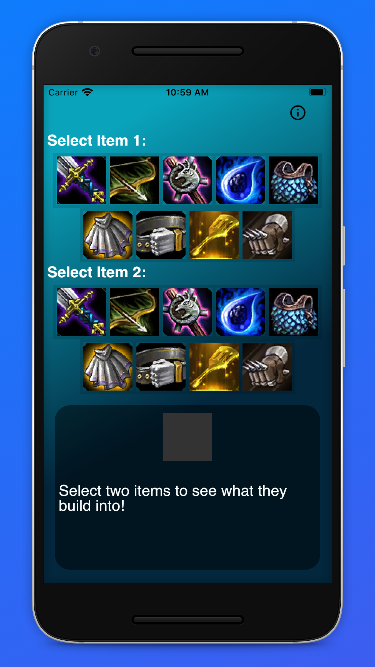 Carrier 10:59 AM
Select Item 1:
Select Item 2:
Select two items to see what they
build into!